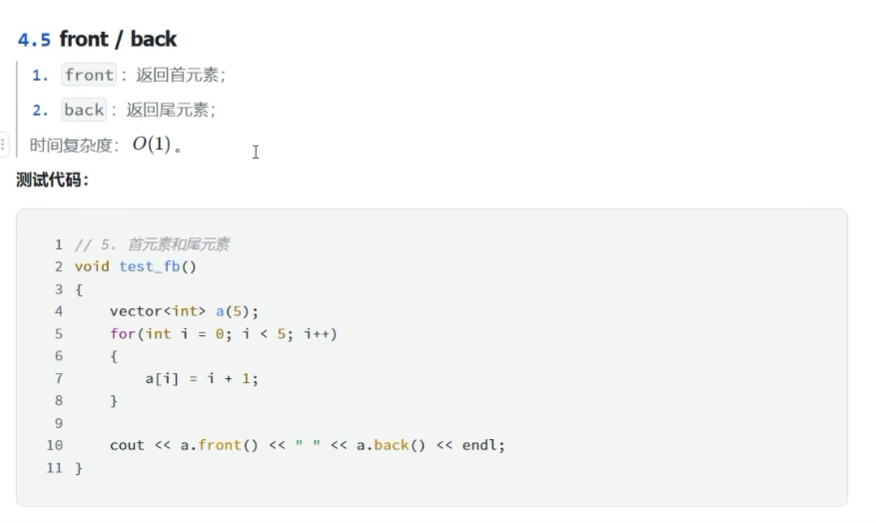 4.5 front / back
1. front : 返回首元素;
2. back : 返回尾元素;
时间复杂度: O(1) 。
测试代码:
1 // 5. 首元素和尾元素
2 void test_fb()
3 {
4     vector<int> a(5);
5     for(int i = 0; i < 5; i++)
6     {
7         a[i] = i + 1;
8     }
9
10     cout << a.front() << " " << a.back() << endl;
11 }